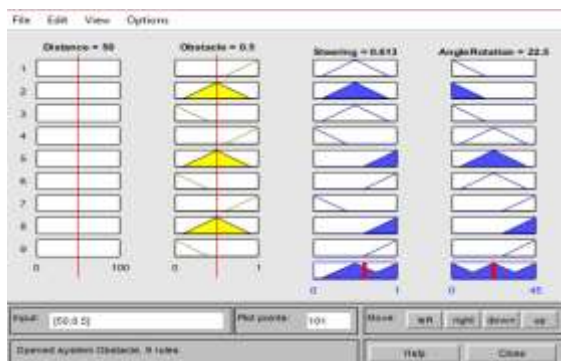 File Edit View Options
Distance = 50 Obstacle = 0.5 Steering = 0.613 AngleRotation = 22.5
1
2
3
4
5
6
7
8
9
0 100 0 1
0 1 0 45
Input: [50;0.5] Plot points: 101 Move: left right down up
Opened system Obstacle, 9 rules Help Close